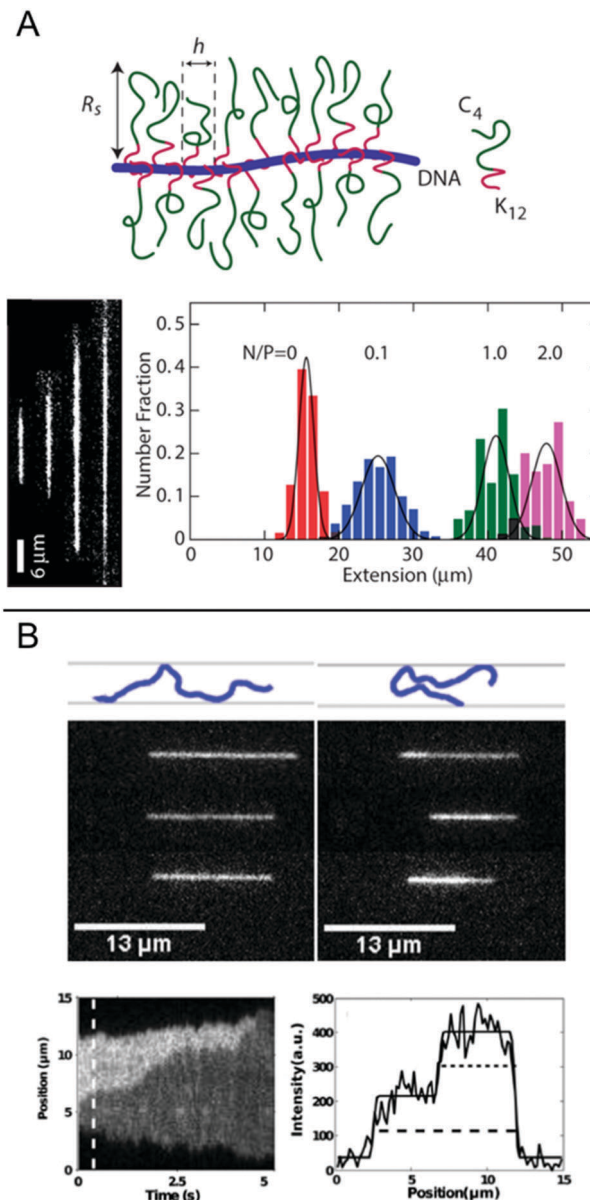 A
h
Rs
C4
DNA
K12
6 µm
Number Fraction
0.5
0.4
0.3
0.2
0.1
0
N/P=0
0.1
1.0
2.0
0
10
20
30
40
50
Extension (µm)
B
13 µm
13 µm
Position(µm)
15
10
5
0
0
2.5
5
Time (s)
Intensity(a.u.)
500
400
300
200
100
0
0
5
10
15
Position(µm)